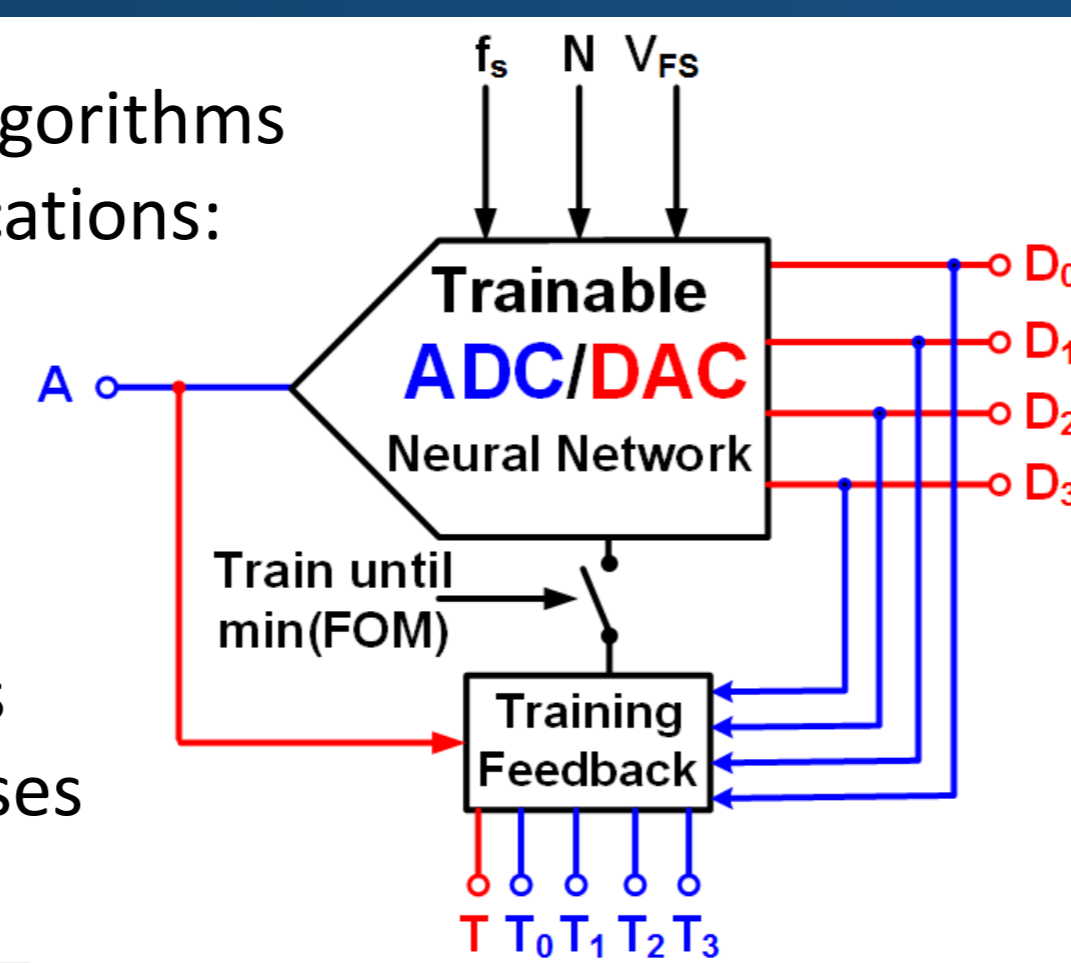 fs N VFS
gorithms
cations:
Trainable
ADC/DAC
Neural Network
A
D0
D1
D2
D3
Train until
min(FOM)
Training
Feedback
s
ses
T T0 T1 T2 T3